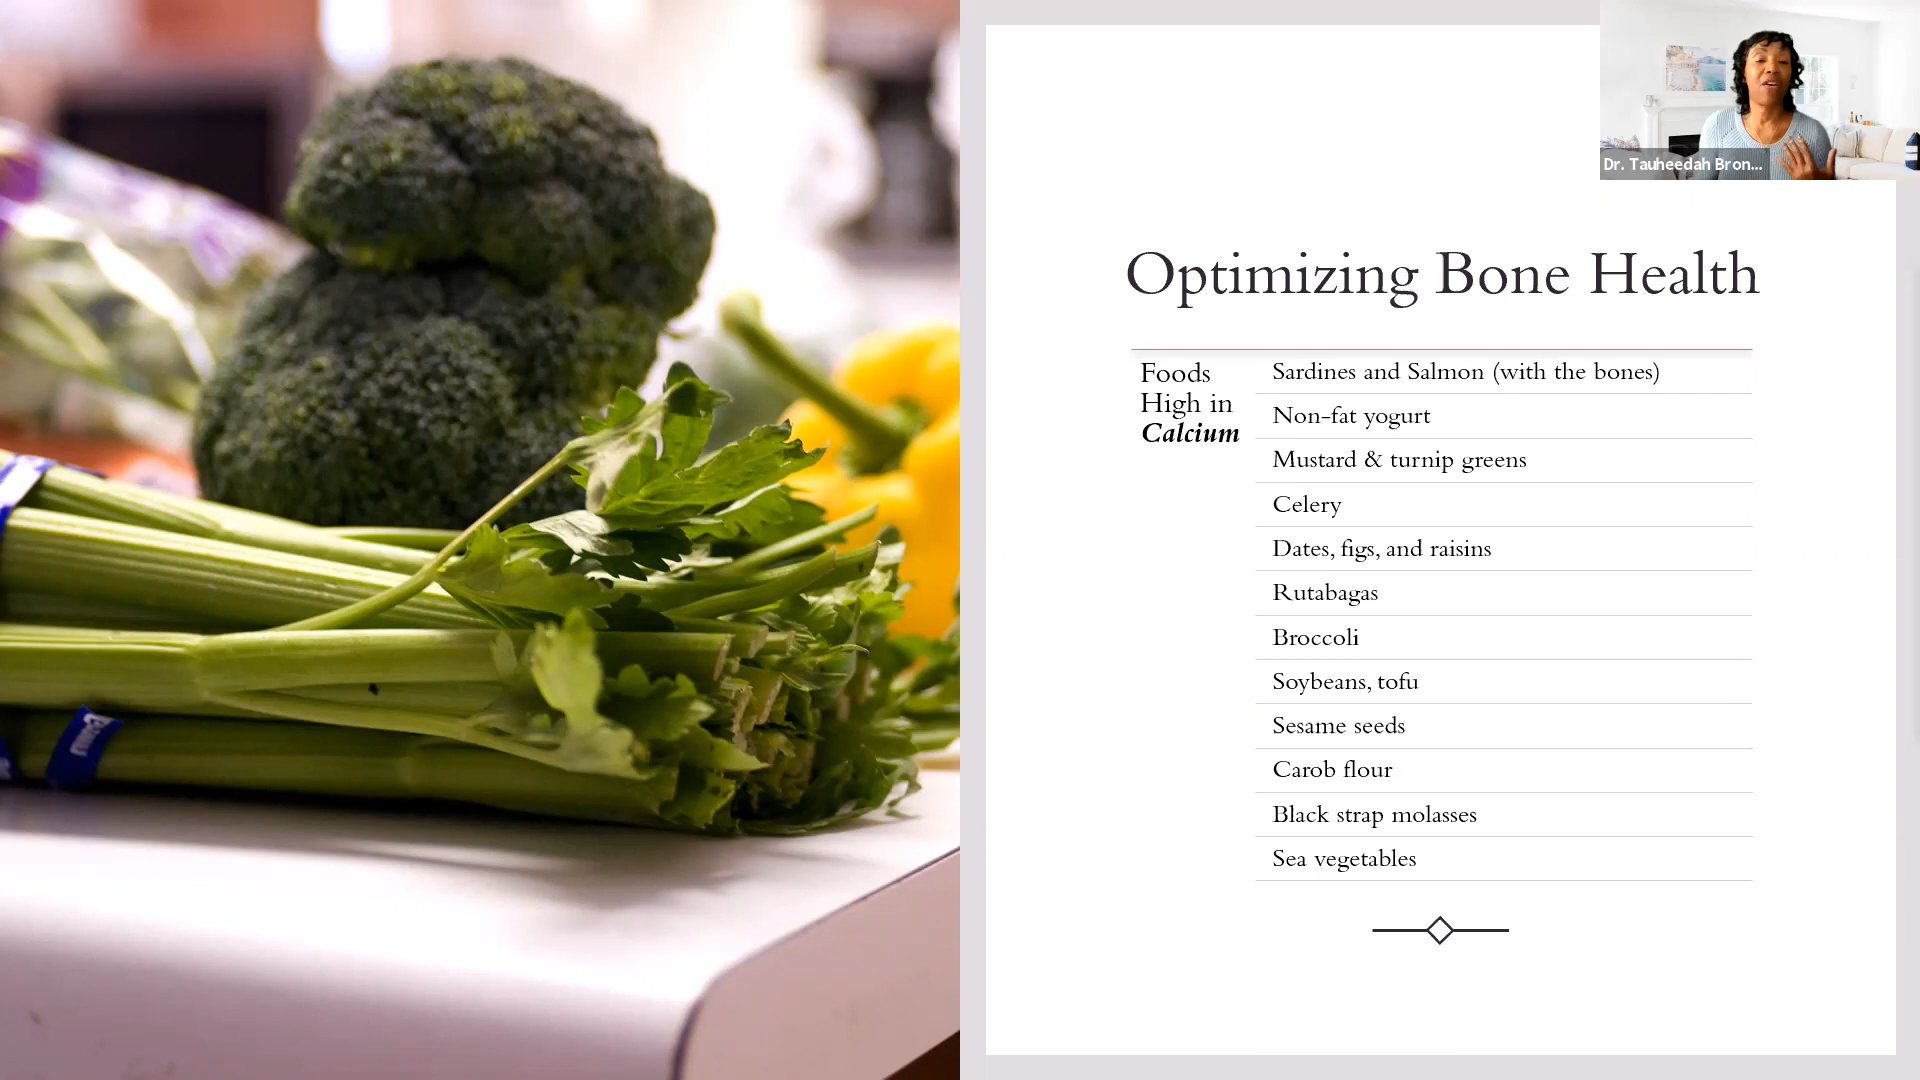 Dr. Tauheedah Bron...
Optimizing Bone Health
Foods
High in
Calcium
Sardines and Salmon (with the bones)
Non-fat yogurt
Mustard & turnip greens
Celery
Dates, figs, and raisins
Rutabagas
Broccoli
Soybeans, tofu
Sesame seeds
Carob flour
Black strap molasses
Sea vegetables